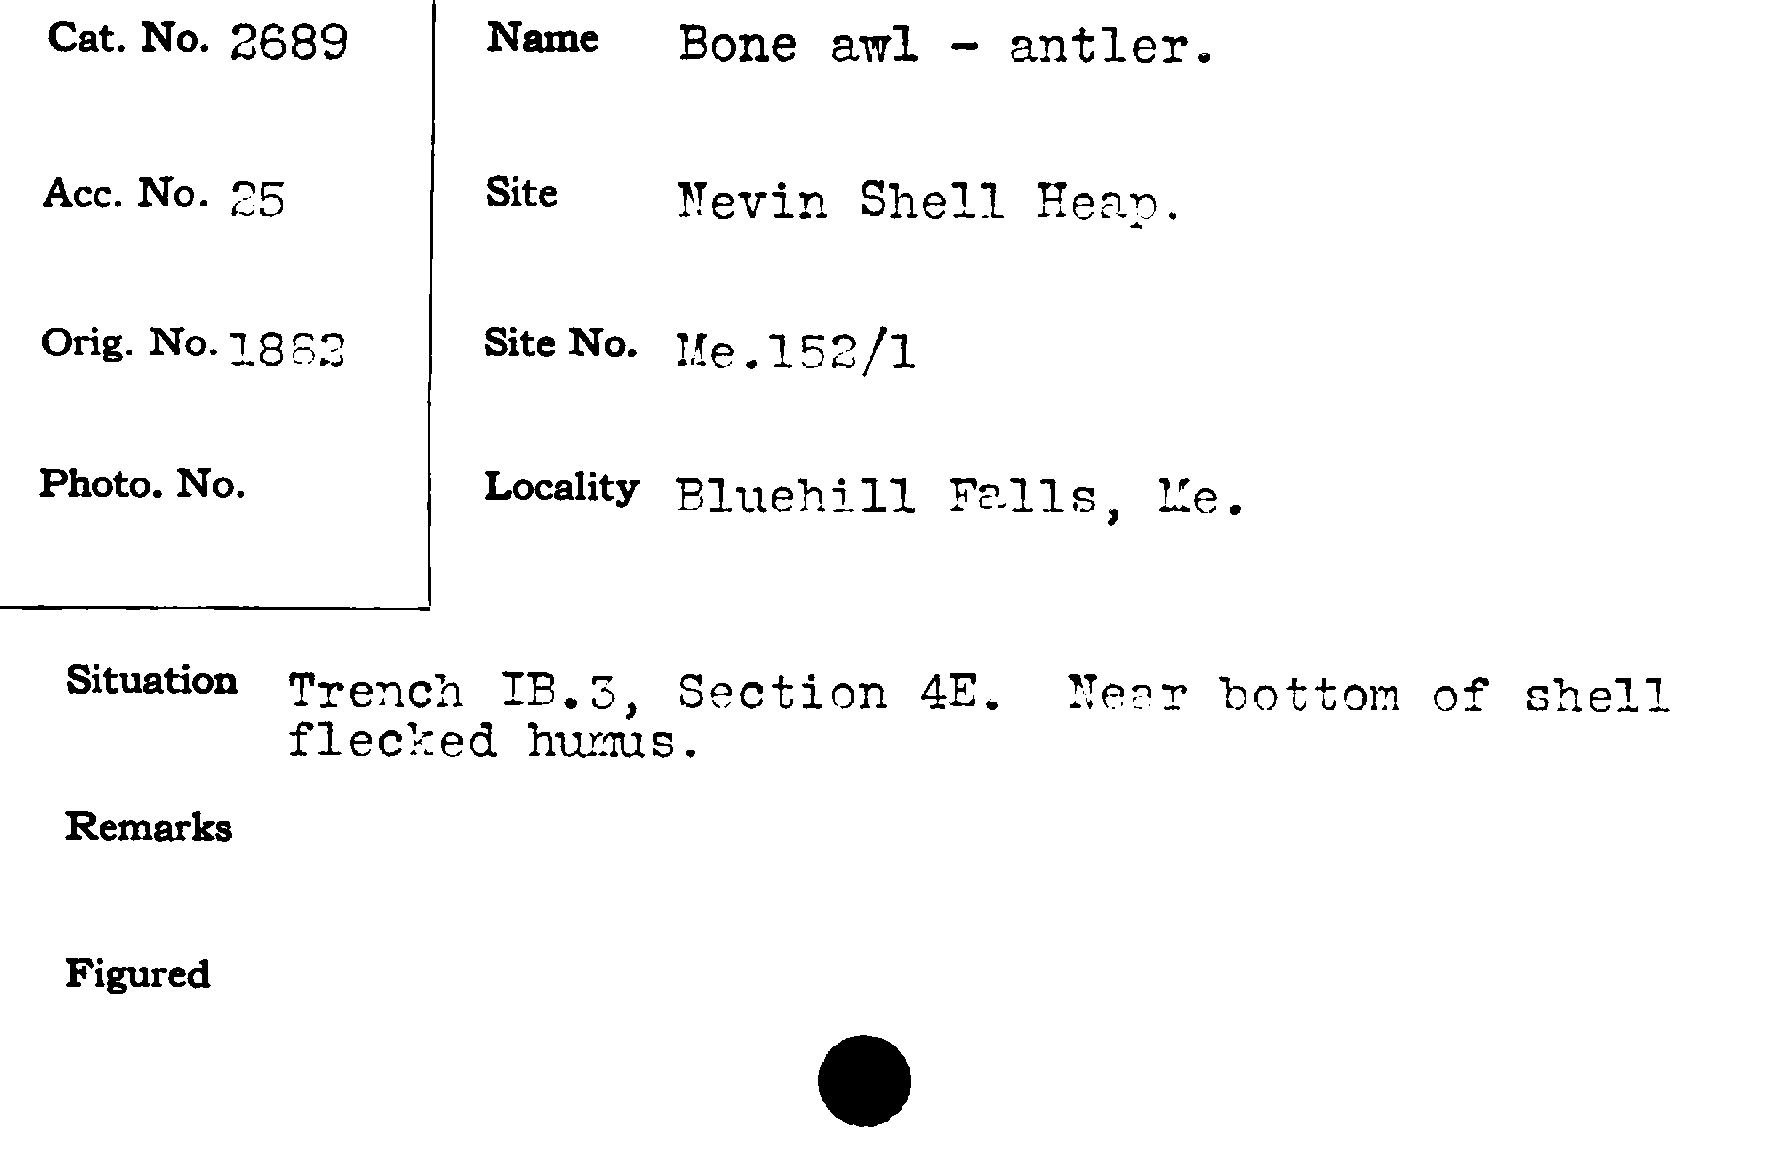 Cat. No. 2689
Name Bone awl - antler.
Acc. No. 25
Site Nevin Shell Heap.
Orig. No. 1862
Site No. Me.152/1
Photo. No.
Locality Bluehill Falls, Me.
Situation Trench IB.3, Section 4E. Near bottom of shell
flecked humus.
Remarks
Figured